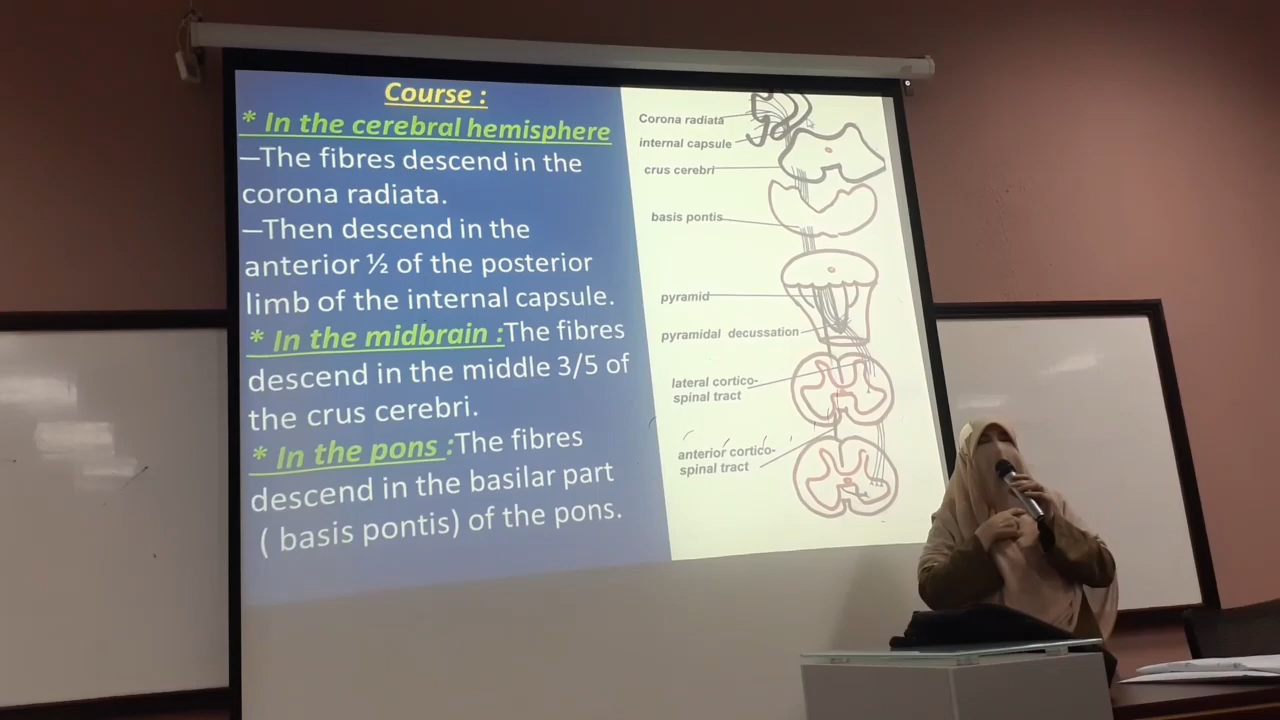 Course :
* In the cerebral hemisphere
–The fibres descend in the
corona radiata.
–Then descend in the
anterior ½ of the posterior
limb of the internal capsule.
* In the midbrain :The fibres
descend in the middle 3/5 of
the crus cerebri.
* In the pons :The fibres
descend in the basilar part
( basis pontis) of the pons.
Corona radiata
internal capsule
crus cerebri
basis pontis
pyramid
pyramidal decussation
lateral cortico-
spinal tract
anterior cortico-
spinal tract